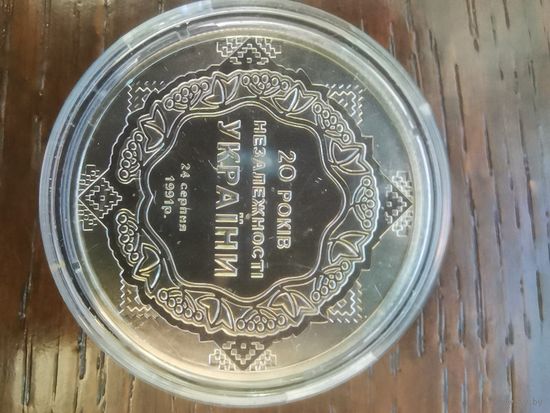 20 РОКІВ
НЕЗАЛЕЖНОСТІ
УКРАЇНИ
24 серпня
1991р.